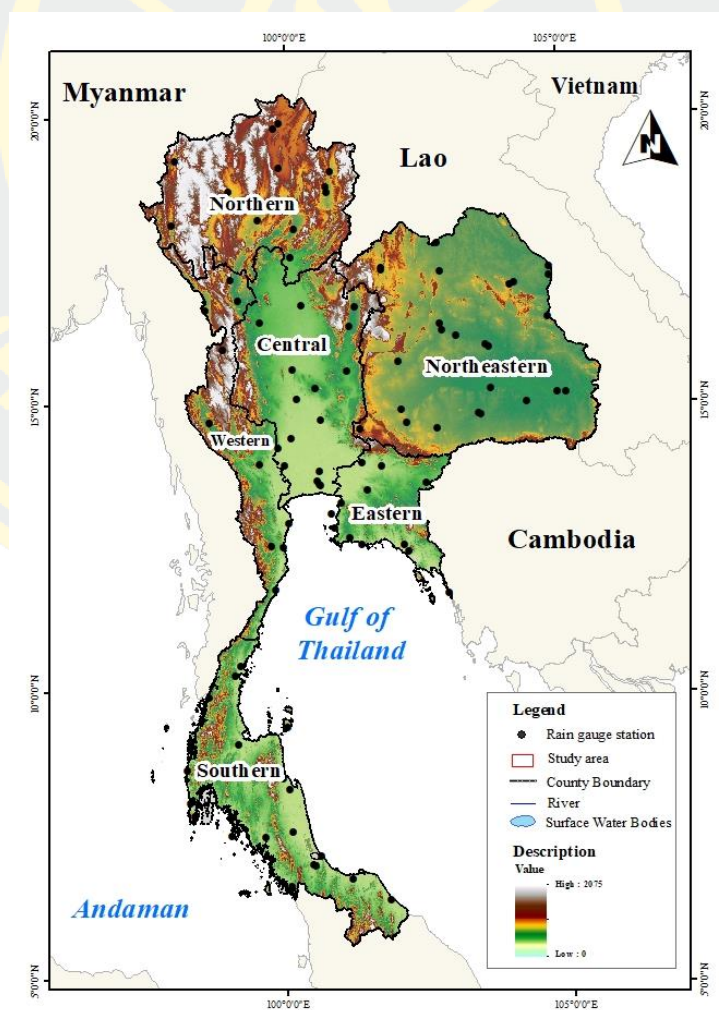 100°0'0"E
105°0'0"E
Myanmar
Vietnam
20°0'0"N
20°0'0"N
N
Lao
Northern
Central
Northeastern
15°0'0"N
15°0'0"N
Western
Eastern
Cambodia
Gulf of
Thailand
10°0'0"N
10°0'0"N
Legend
Rain gauge station
Study area
County Boundary
River
Surface Water Bodies
Description
Value
High : 2075
Low : 0
Southern
Andaman
5°0'0"N
5°0'0"N
100°0'0"E
105°0'0"E